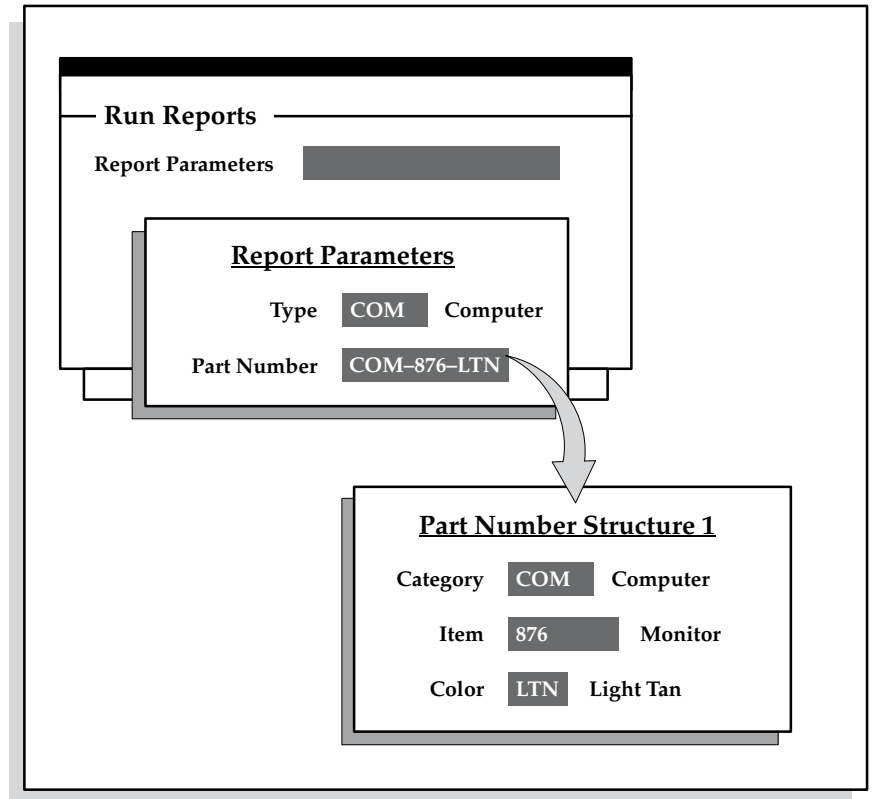 Run Reports
Report Parameters
Report Parameters
Type COM Computer
Part Number COM–876–LTN
Part Number Structure 1
Category COM Computer
Item 876 Monitor
Color LTN Light Tan